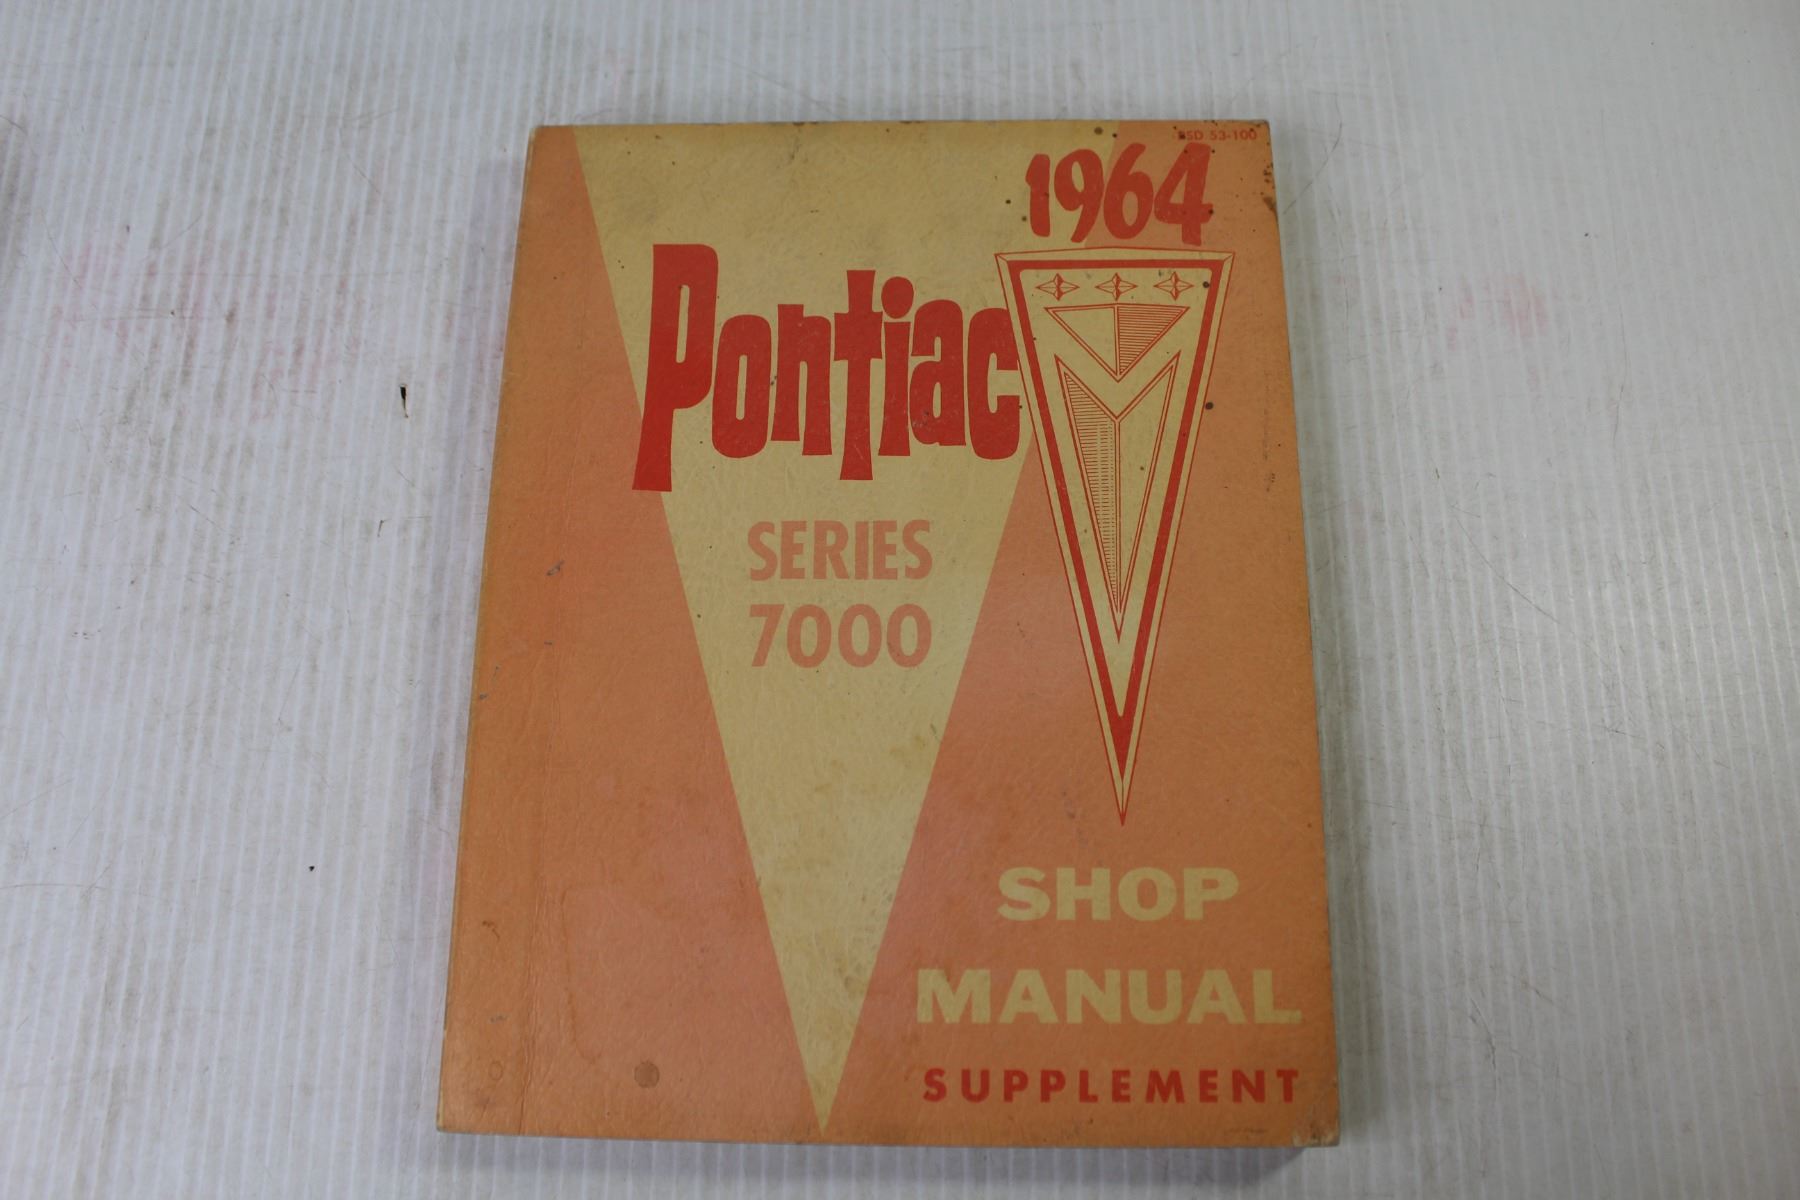 PSD 53-100
1964
Pontiac
SERIES
7000
SHOP
MANUAL
SUPPLEMENT